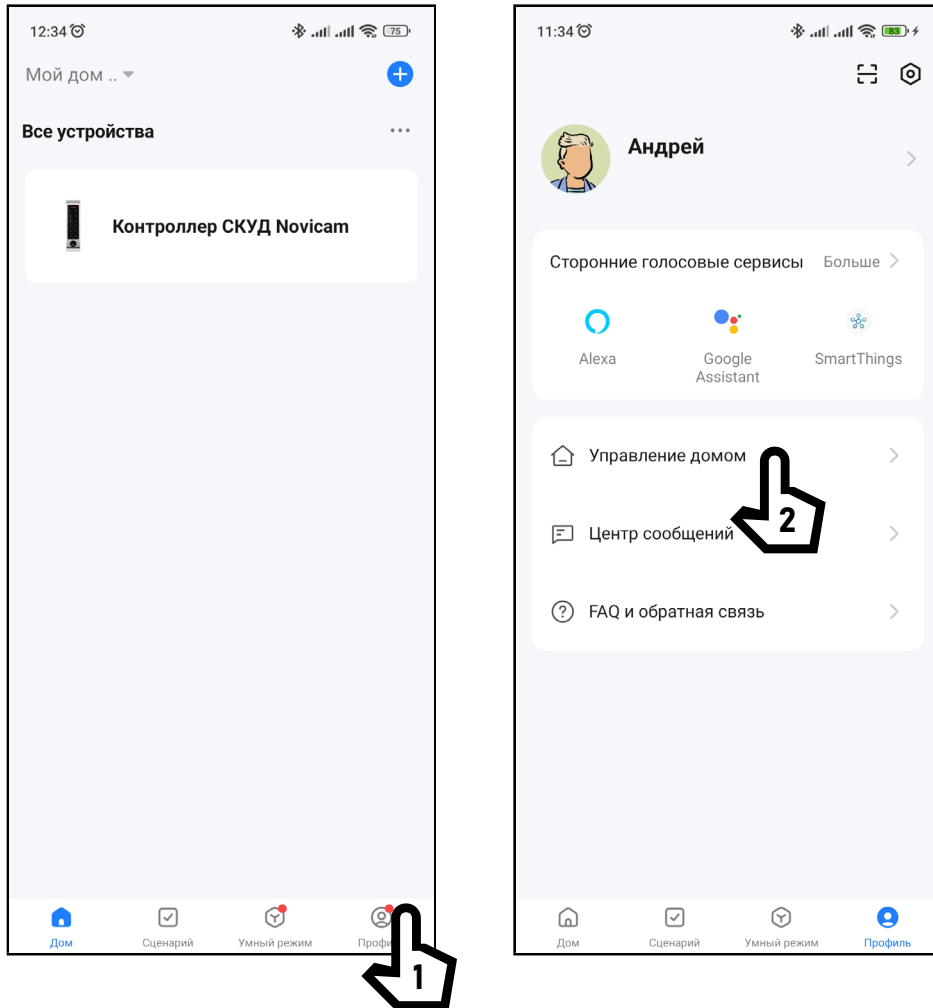 12:34
75
Мой дом ..
Все устройства
Контроллер СКУД Novicam
Дом
Сценарий
Умный режим
1
11:34
83
Андрей
Сторонние голосовые сервисы Больше
Alexa
Google
Assistant
SmartThings
Управление домом
2
Центр сообщений
FAQ и обратная связь
Дом
Сценарий
Умный режим
Профиль